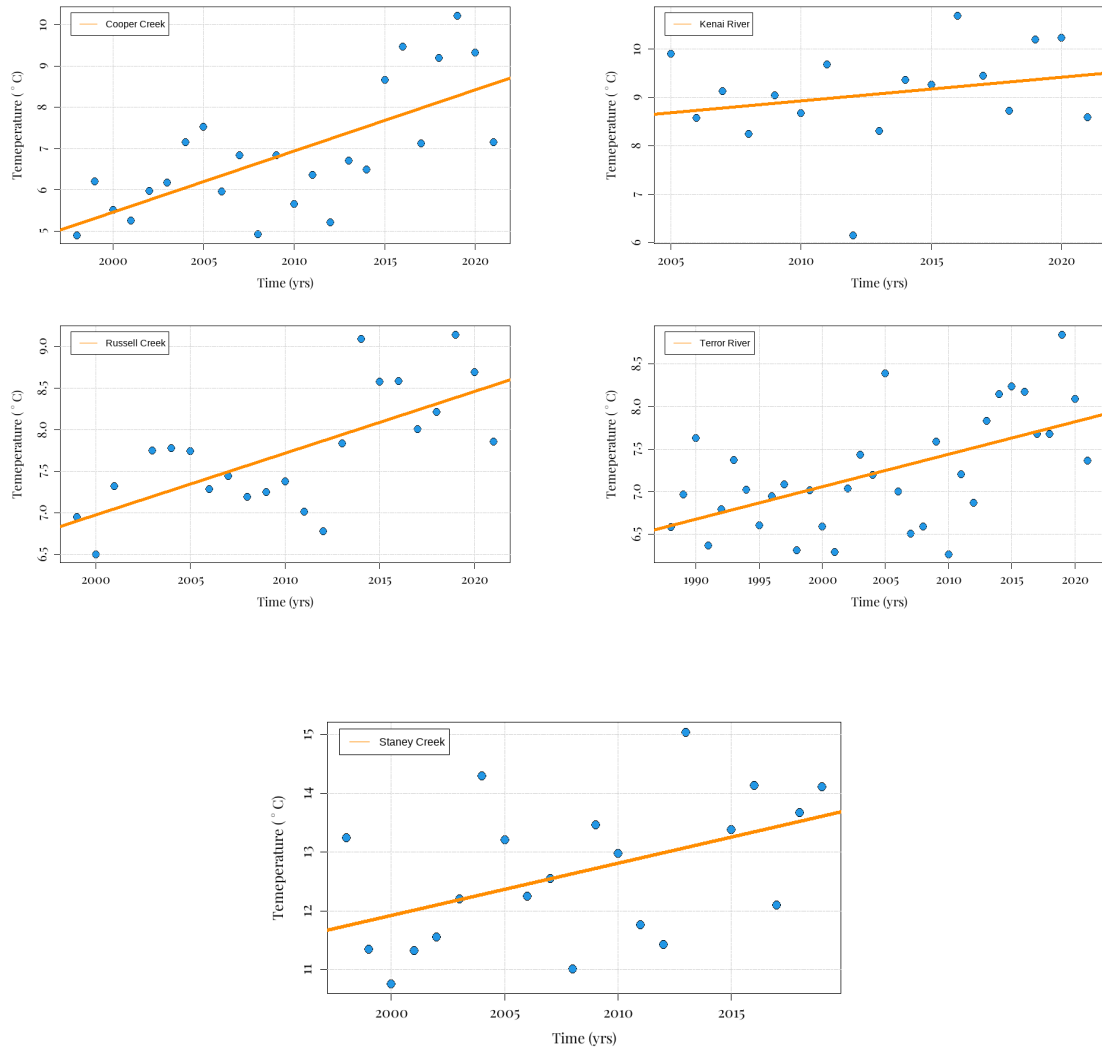 Cooper Creek
10
9
8
7
6
5
Temeperature ( ° C)
2000 2005 2010 2015 2020
Time (yrs)
Kenai River
10
9
8
7
6
Temeperature ( ° C)
2005 2010 2015 2020
Time (yrs)
Russell Creek
9.0
8.5
8.0
7.5
7.0
6.5
Temeperature ( ° C)
2000 2005 2010 2015 2020
Time (yrs)
Terror River
8.5
8.0
7.5
7.0
6.5
Temeperature ( ° C)
1990 1995 2000 2005 2010 2015 2020
Time (yrs)
Staney Creek
15
14
13
12
11
Temeperature ( ° C)
2000 2005 2010 2015
Time (yrs)